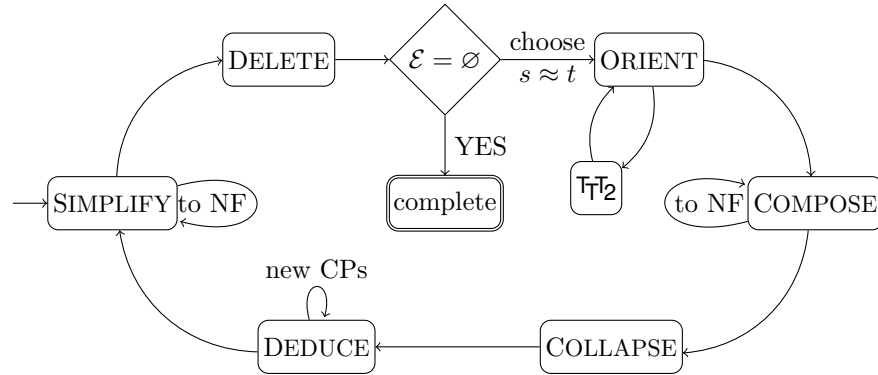 DELETE
ℰ = ∅
choose
s ≈ t
ORIENT
YES
SIMPLIFY
to NF
complete
TTT2
to NF
COMPOSE
new CPs
DEDUCE
COLLAPSE